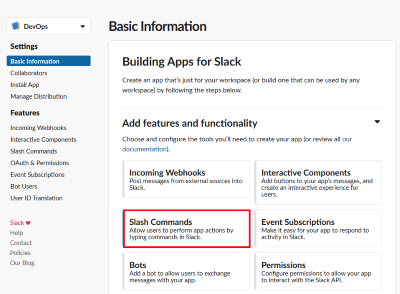 DevOps
Settings
Basic Information
Collaborators
Install App
Manage Distribution
Features
Incoming Webhooks
Interactive Components
Slash Commands
OAuth & Permissions
Event Subscriptions
Bot Users
User ID Translation
Slack ♥
Help
Contact
Policies
Our Blog
Basic Information
Building Apps for Slack
Create an app that's just for your workspace (or build one that can be used by any
workspace) by following the steps below.
Add features and functionality
Choose and configure the tools you'll need to create your app (or review all our
documentation).
Incoming Webhooks
Post messages from external sources into
Slack.
Interactive Components
Add buttons to your app's messages, and
create an interactive experience for
users.
Slash Commands
Allow users to perform app actions by
typing commands in Slack.
Event Subscriptions
Make it easy for your app to respond to
activity in Slack.
Bots
Add a bot to allow users to exchange
messages with your app.
Permissions
Configure permissions to allow your app
to interact with the Slack API.